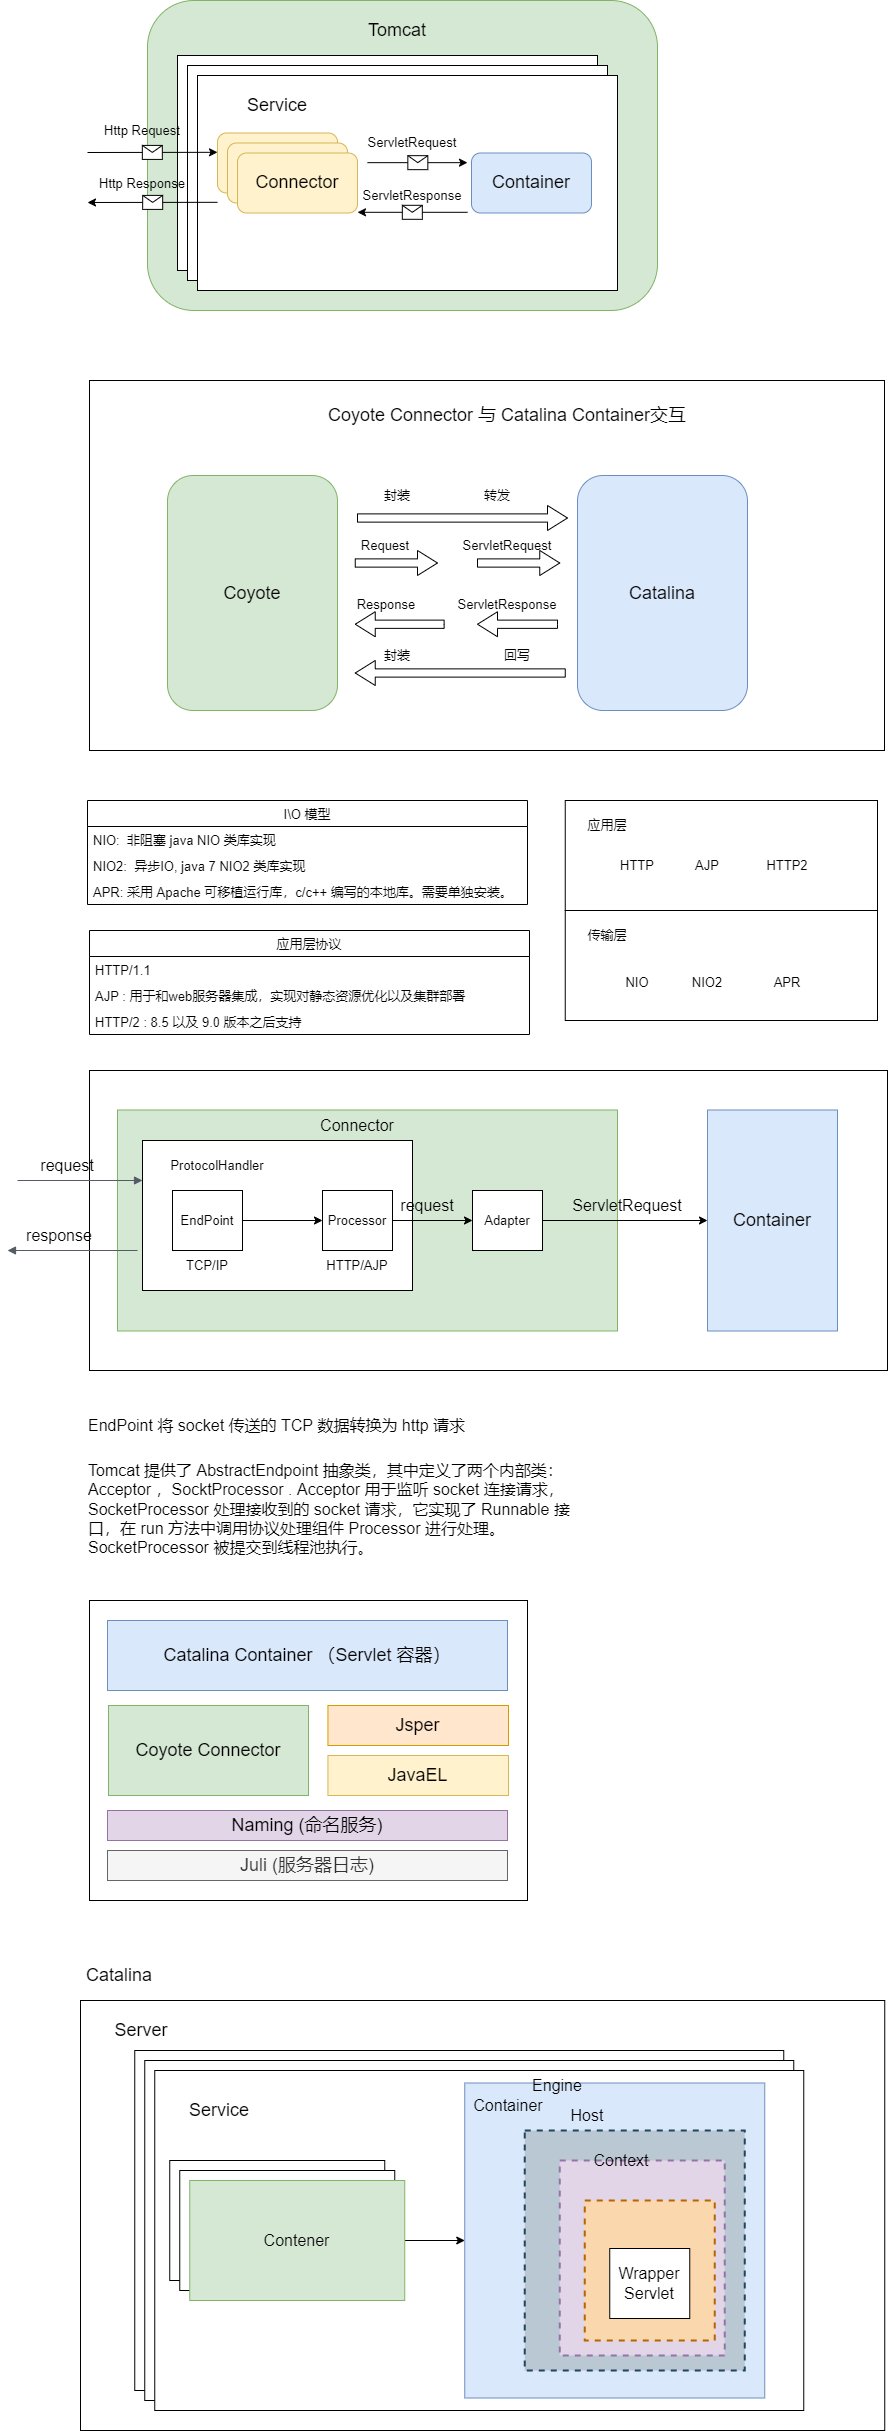 Tomcat
Service
Http Request
ServletRequest
Connector
Container
Http Response
ServletResponse
Coyote Connector 与 Catalina Container交互
封装
转发
Request
ServletRequest
Coyote
Catalina
Response
ServletResponse
封装
回写
I\O 模型
NIO: 非阻塞 java NIO 类库实现
NIO2: 异步IO, java 7 NIO2 类库实现
APR: 采用 Apache 可移植运行库，c/c++ 编写的本地库。需要单独安装。
应用层
HTTP
AJP
HTTP2
传输层
NIO
NIO2
APR
应用层协议
HTTP/1.1
AJP : 用于和web服务器集成，实现对静态资源优化以及集群部署
HTTP/2 : 8.5 以及 9.0 版本之后支持
Connector
request
ProtocolHandler
EndPoint
Processor
request
Adapter
ServletRequest
Container
response
TCP/IP
HTTP/AJP
EndPoint 将 socket 传送的 TCP 数据转换为 http 请求
Tomcat 提供了 AbstractEndpoint 抽象类，其中定义了两个内部类：
Acceptor ，SocktProcessor . Acceptor 用于监听 socket 连接请求，
SocketProcessor 处理接收到的 socket 请求，它实现了 Runnable 接
口，在 run 方法中调用协议处理组件 Processor 进行处理。
SocketProcessor 被提交到线程池执行。
Catalina Container （Servlet 容器）
Coyote Connector
Jsper
JavaEL
Naming (命名服务)
Juli (服务器日志)
Catalina
Server
Service
Engine
Container
Host
Context
Contener
Wrapper
Servlet